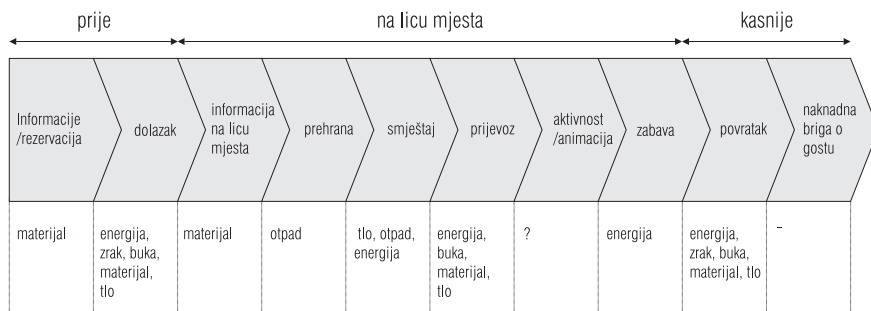 prije
na licu mjesta
kasnije
Informacije
/rezervacija
dolazak
informacija
na licu
mjesta
prehrana
smještaj
prijevoz
aktivnost
/animacija
zabava
povratak
naknadna
briga o
gostu
materijal
energija,
zrak, buka,
materijal,
tlo
materijal
otpad
tlo, otpad,
energija
energija,
buka,
materijal,
tlo
?
energija
energija,
zrak, buka,
materijal, tlo
–